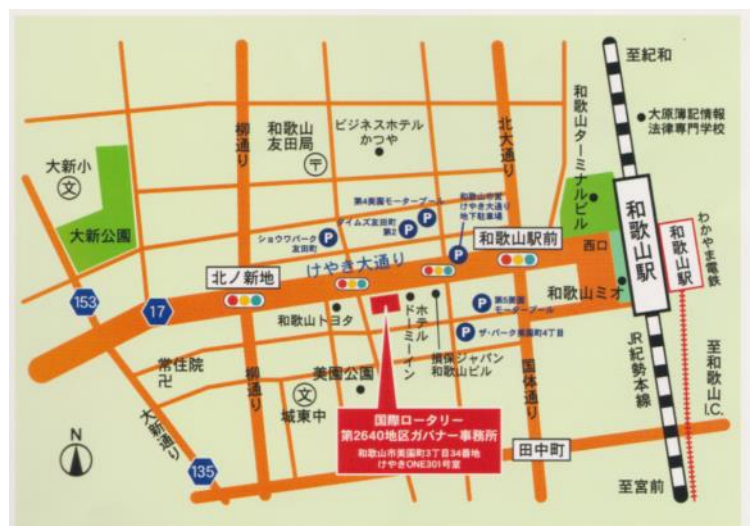 至紀和
大原簿記情報
法律専門学校
和歌山ターミナルビル
北大通り
ビジネスホテル
かつや
和歌山
友田局
〒
柳通り
大新小
文
大新公園
第4美園モータープール
P
タイムズ友田町
第2
P
P
ショウワパーク
友田町
P
和歌山市営
けやき大通り
地下駐車場
P
和歌山駅前
西口
和歌山駅
和歌山駅
わかやま電鉄
けやき大通り
北ノ新地
和歌山ミオ
153
17
和歌山トヨタ
ホテル
ドーミーイン
P
第5美園
モータープール
P
ザ・パーク美園町4丁目
損保ジャパン
和歌山ビル
常住院
卍
柳通り
美園公園
文
城東中
大新通り
国体通り
JR紀勢本線
至和歌山I.C.
国際ロータリー
第2640地区ガバナー事務所
和歌山市美園町3丁目34番地
けやきONE301号室
田中町
N
135
至宮前